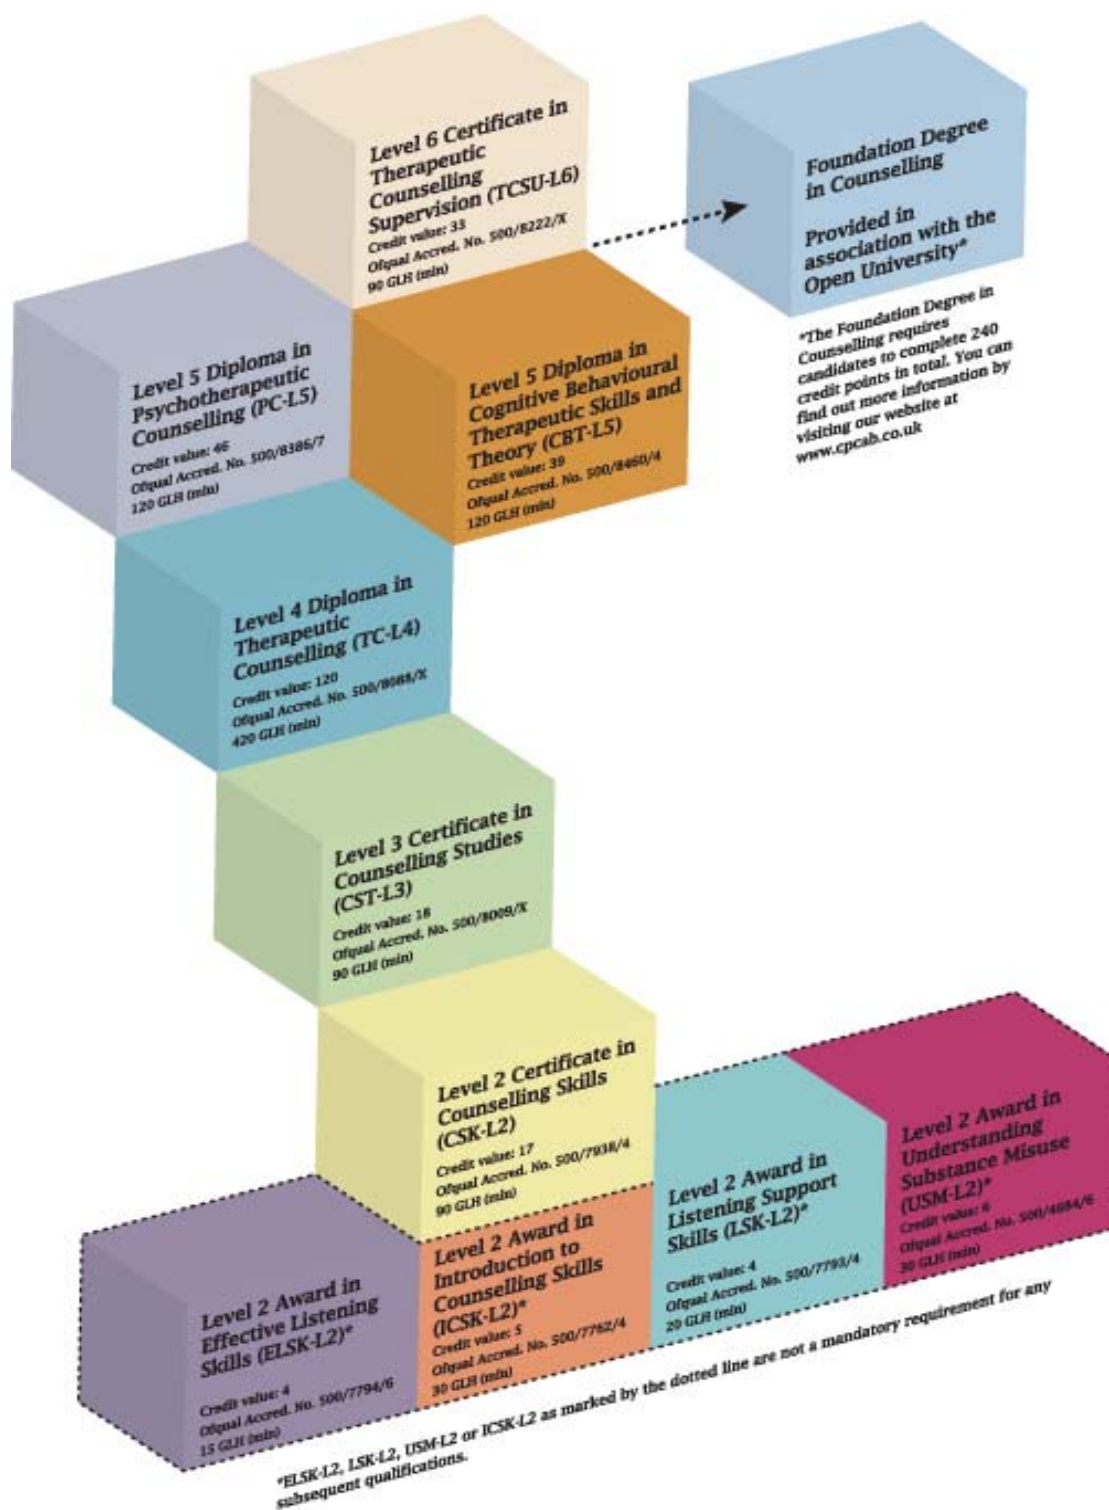 Level 6 Certificate in
Therapeutic
Counselling
Supervision (TCSU-L6)
Credit value: 33
Ofqual Accred. No. 500/8222/X
90 GLH (min)
Foundation Degree
in Counselling
Provided in
association with the
Open University*
*The Foundation Degree in
Counselling requires
candidates to complete 240
credit points in total. You can
find out more information by
visiting our website at
www.cpcab.co.uk
Level 5 Diploma in
Psychotherapeutic
Counselling (PC-L5)
Credit value: 46
Ofqual Accred. No. 500/8386/7
120 GLH (min)
Level 5 Diploma in
Cognitive Behavioural
Therapeutic Skills and
Theory (CBT-L5)
Credit value: 39
Ofqual Accred. No. 500/8460/4
120 GLH (min)
Level 4 Diploma in
Therapeutic
Counselling (TC-L4)
Credit value: 120
Ofqual Accred. No. 500/8088/X
420 GLH (min)
Level 3 Certificate in
Counselling Studies
(CST-L3)
Credit value: 18
Ofqual Accred. No. 500/8009/X
90 GLH (min)
Level 2 Certificate in
Counselling Skills
(CSK-L2)
Credit value: 17
Ofqual Accred. No. 500/7938/4
90 GLH (min)
Level 2 Award in
Effective Listening
Skills (ELSK-L2)*
Credit value: 4
Ofqual Accred. No. 500/7794/6
15 GLH (min)
Level 2 Award in
Introduction to
Counselling Skills
(ICSK-L2)*
Credit value: 5
Ofqual Accred. No. 500/7762/4
30 GLH (min)
Level 2 Award in
Listening Support
Skills (LSK-L2)*
Credit value: 4
Ofqual Accred. No. 500/7793/4
20 GLH (min)
Level 2 Award in
Understanding
Substance Misuse
(USM-L2)*
Credit value: 6
Ofqual Accred. No. 500/4884/6
30 GLH (min)
*ELSK-L2, LSK-L2, USM-L2 or ICSK-L2 as marked by the dotted line are not a mandatory requirement for any
subsequent qualifications.